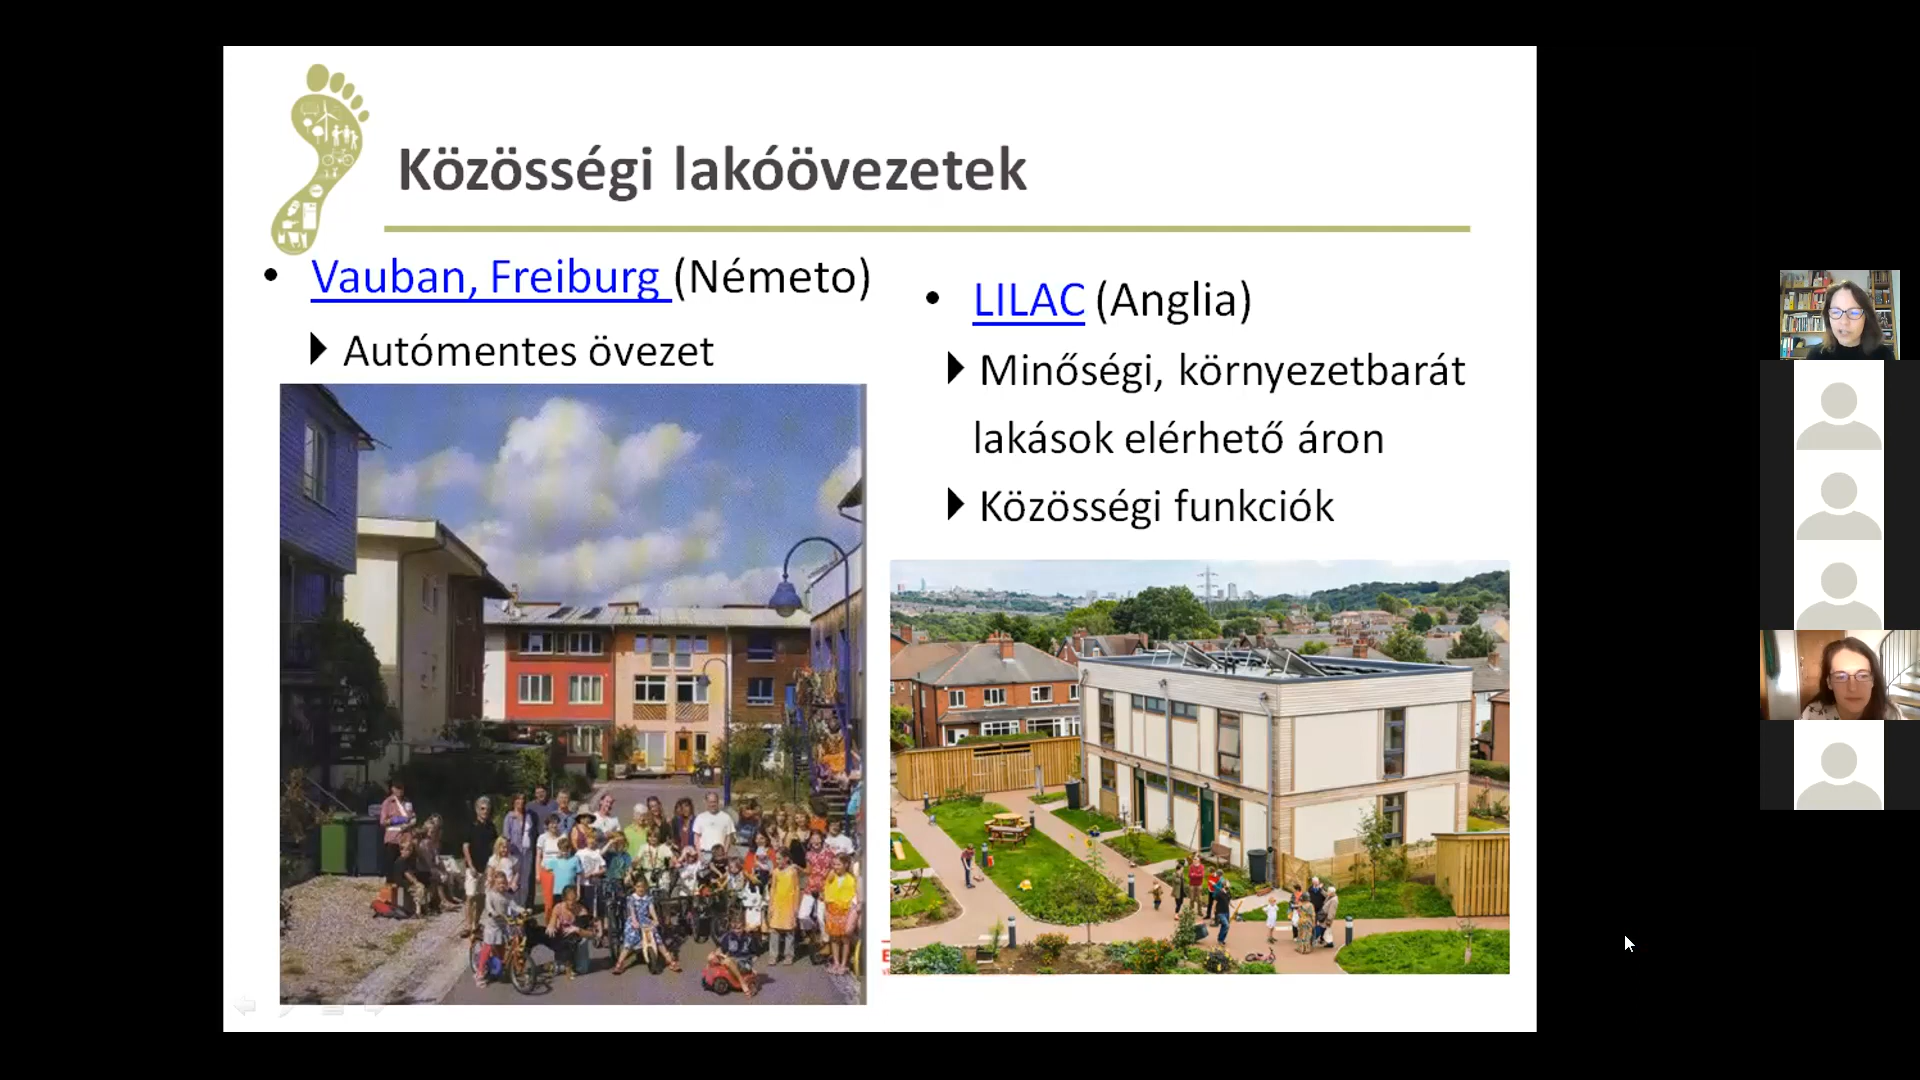 Közösségi lakóövezetek
• Vauban, Freiburg (Németo)
Autómentes övezet
• LILAC (Anglia)
Minőségi, környezetbarát
lakások elérhető áron
Közösségi funkciók